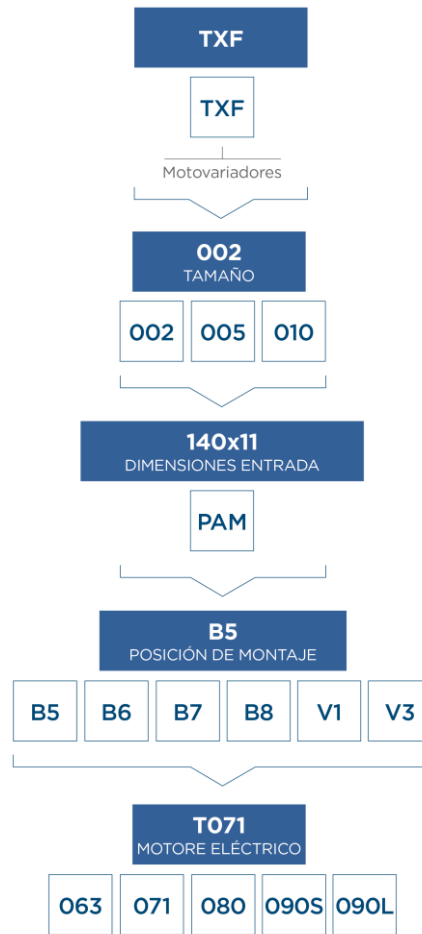 TXF
TXF
Motovariadores
002
TAMAÑO
002 005 010
140x11
DIMENSIONES ENTRADA
PAM
B5
POSICIÓN DE MONTAJE
B5 B6 B7 B8 V1 V3
T071
MOTORE ELÉCTRICO
063 071 080 090S 090L